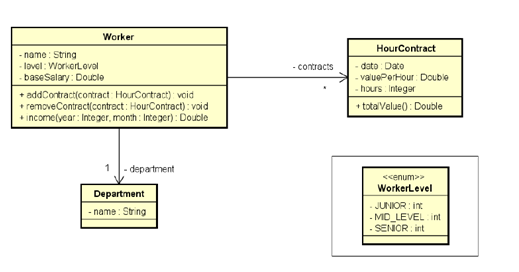 Worker
- name : String
- level : WorkerLevel
- baseSalary : Double
+ addContract(contract : HourContract) : void
+ removeContract(contract : HourContract) : void
+ income(year : Integer, month : Integer) : Double
- contracts
*
HourContract
- date : Date
- valuePerHour : Double
- hours : Integer
+ totalValue() : Double
1
- department
Department
- name : String
<<enum>>
WorkerLevel
- JUNIOR : int
- MID_LEVEL : int
- SENIOR : int